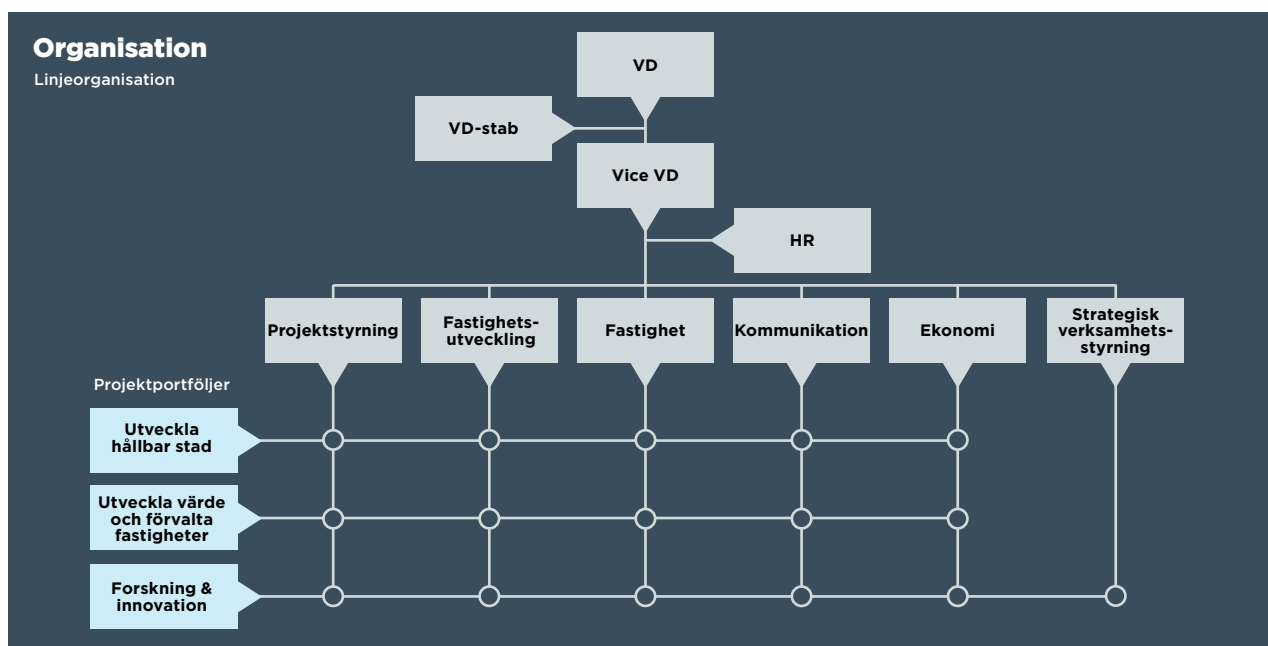 Organisation
Linjeorganisation
VD
VD-stab
Vice VD
HR
Projektstyrning
Fastighets-
utveckling
Fastighet
Kommunikation
Ekonomi
Strategisk
verksamhets-
styrning
Projektportföljer
Utveckla
hållbar stad
Utveckla värde
och förvalta
fastigheter
Forskning &
innovation